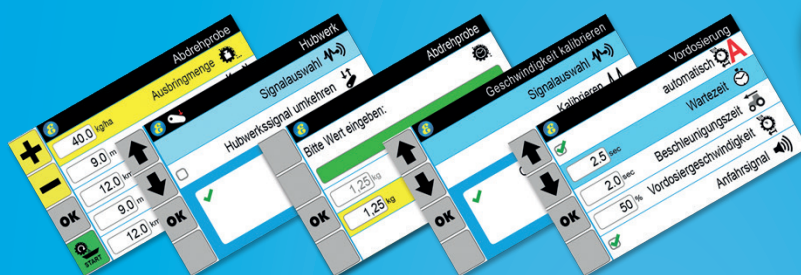 Abdrehprobe
Ausbringmenge
40.0 kg/ha
9.0 m
12.0
9.0 m
12.0
OK
START
Hubwerk
Signalauswahl
Hubwerkssignal umkehren
OK
Abdrehprobe
Bitte Wert eingeben:
1,25 kg
1,25 kg
OK
Geschwindigkeit kalibrieren
Signalauswahl
Kalibrieren
OK
Vordosierung
automatisch A
Wartezeit
2.5 sec
Beschleunigungszeit
2.0 sec
Vordosiergeschwindigkeit
50 %
Anfahrsignal
OK